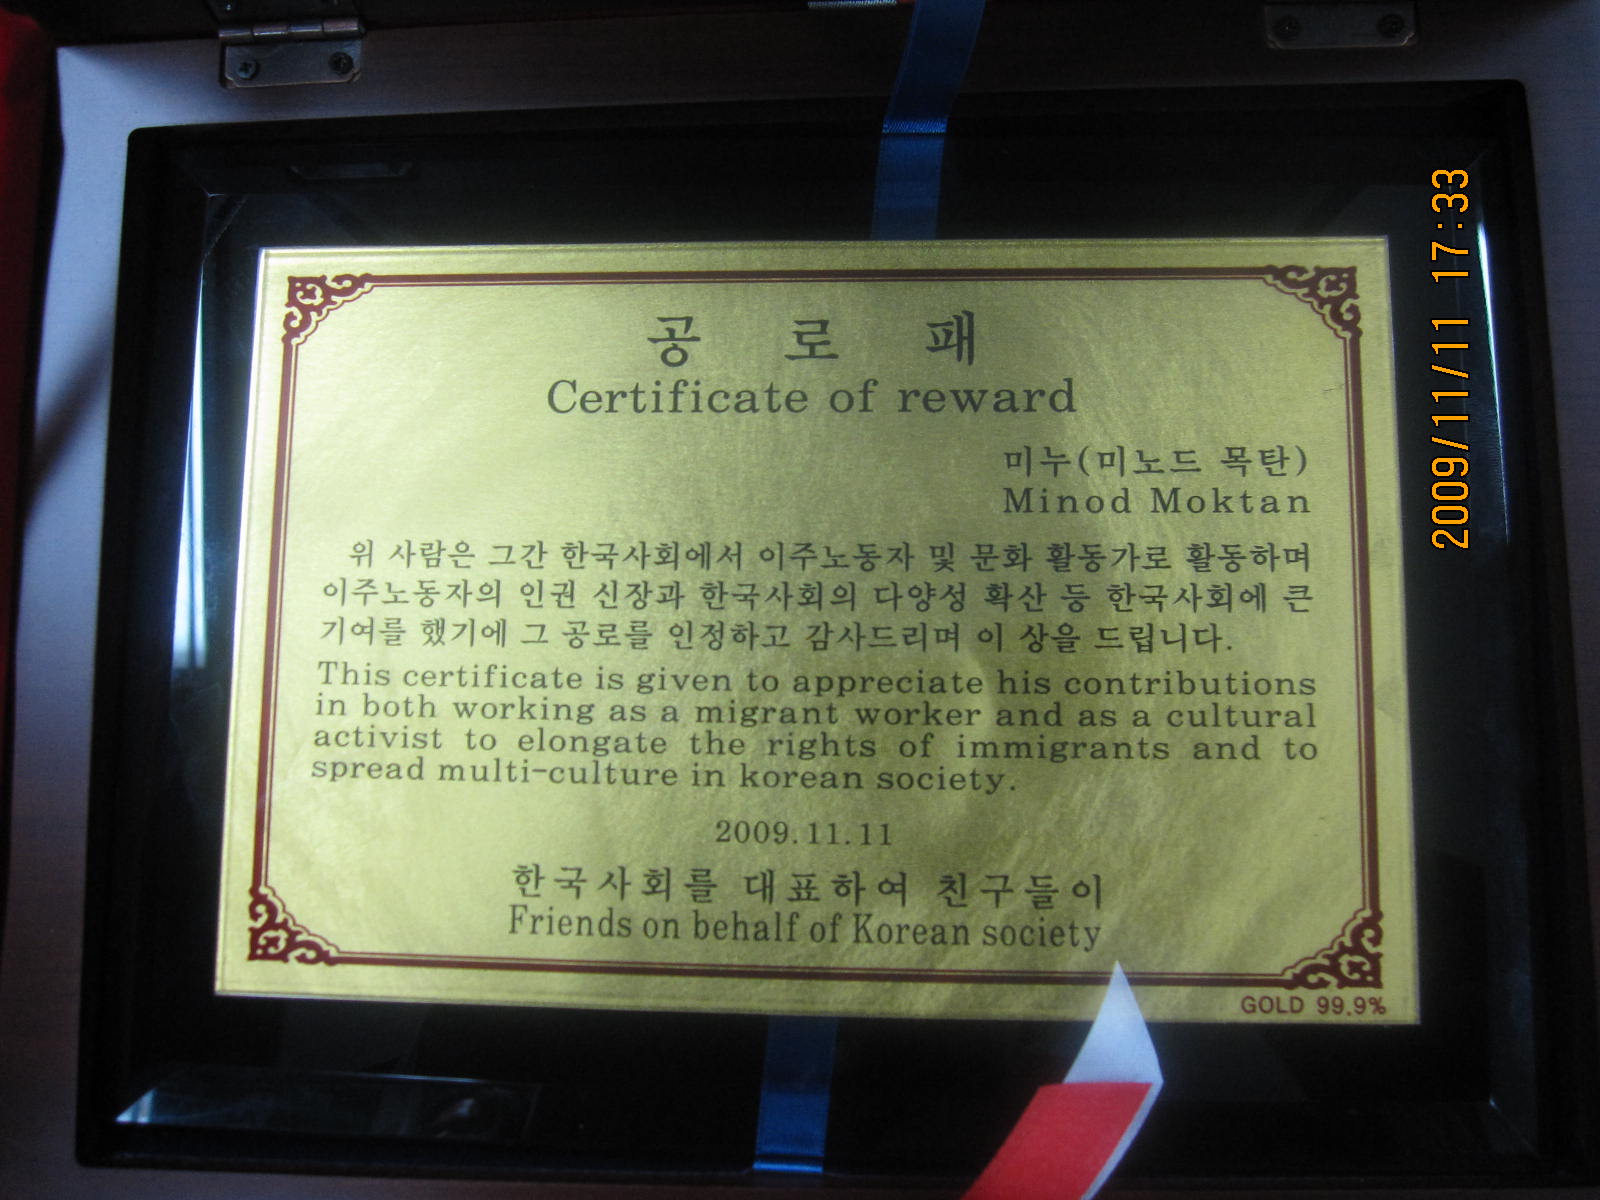 공 로 패
Certificate of reward
미누(미노드 목탄)
Minod Moktan
위 사람은 그간 한국사회에서 이주노동자 및 문화 활동가로 활동하며
이주노동자의 인권 신장과 한국사회의 다양성 확산 등 한국사회에 큰
기여를 했기에 그 공로를 인정하고 감사드리며 이 상을 드립니다.
This certificate is given to appreciate his contributions
in both working as a migrant worker and as a cultural
activist to elongate the rights of immigrants and to
spread multi-culture in korean society.
2009.11.11
한국사회를 대표하여 친구들이
Friends on behalf of Korean society
GOLD 99.9%
2009/11/11 17:33